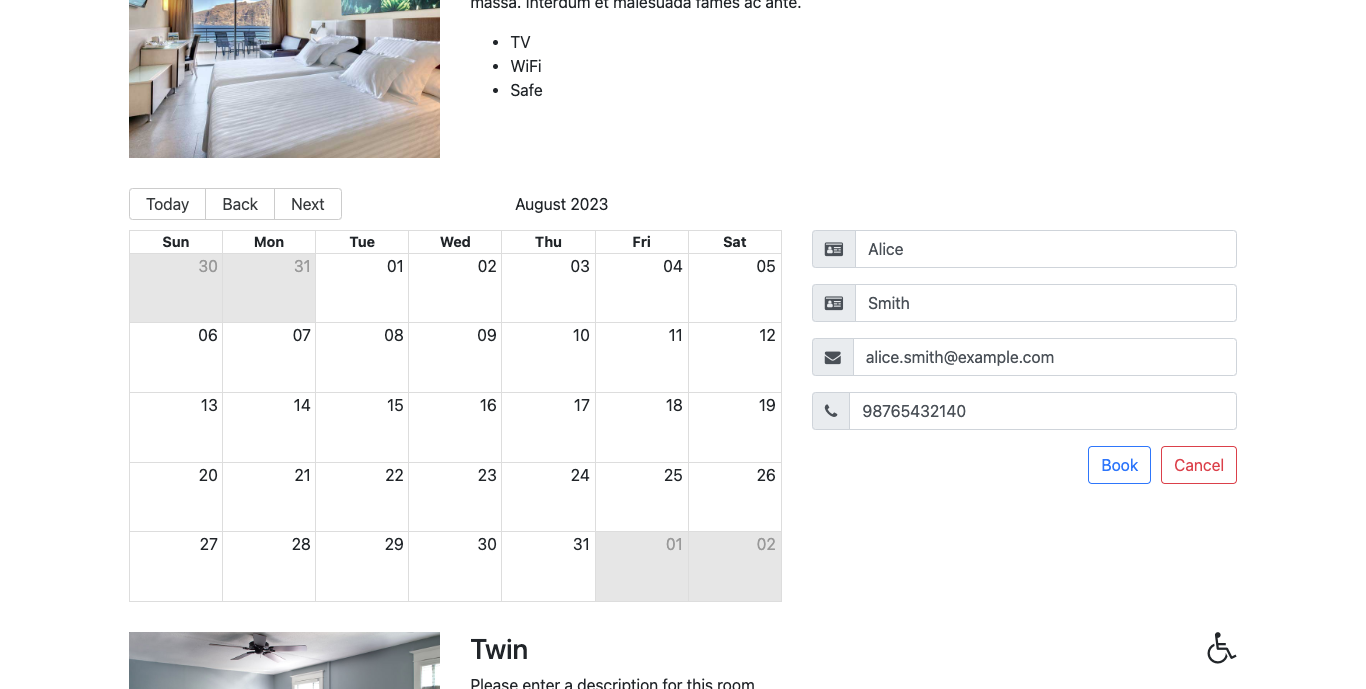 massa. Interdum et malesuada fames ac ante.
TV
WiFi
Safe
Today Back Next August 2023
Sun Mon Tue Wed Thu Fri Sat
30 31 01 02 03 04 05
06 07 08 09 10 11 12
13 14 15 16 17 18 19
20 21 22 23 24 25 26
27 28 29 30 31 01 02
Alice
Smith
alice.smith@example.com
98765432140
Book Cancel
Twin
Please enter a description for this room